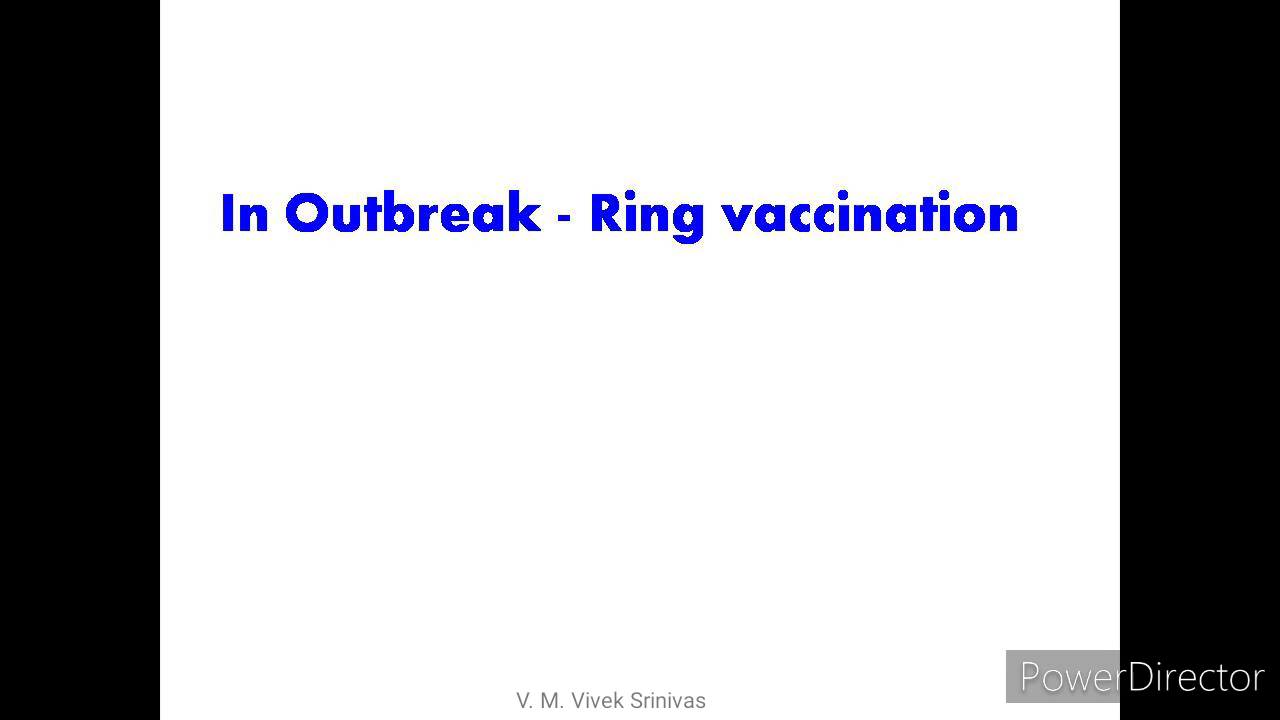 In Outbreak - Ring vaccination
V. M. Vivek Srinivas
PowerDirector